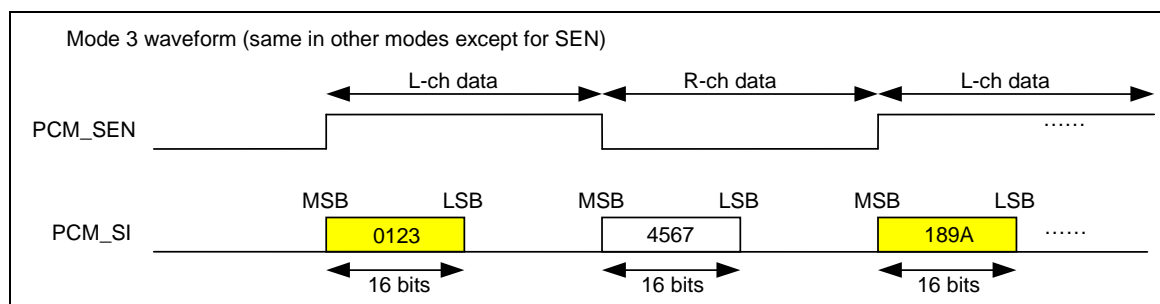 Mode 3 waveform (same in other modes except for SEN)
L-ch data R-ch data L-ch data
PCM_SEN ......
MSB LSB MSB LSB MSB LSB
PCM_SI 0123 4567 189A ......
16 bits 16 bits 16 bits